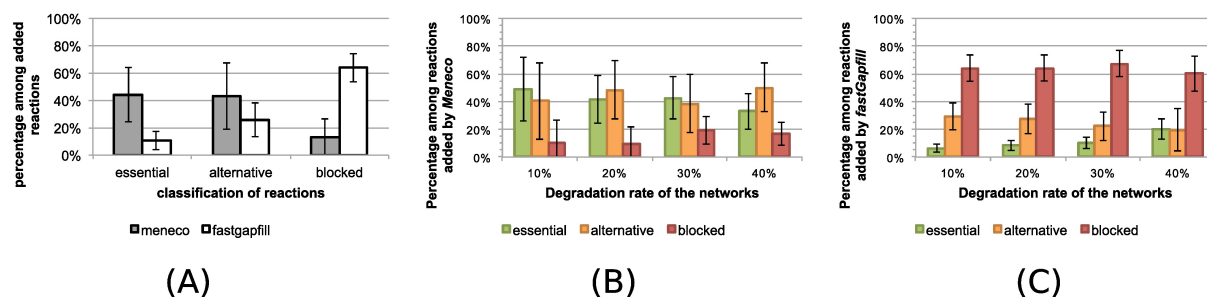 percentage among added
reactions
100%
80%
60%
40%
20%
0%
essential alternative blocked
classification of reactions
meneco fastgapfill
(A)
Percentage among reactions
added by Meneco
100%
80%
60%
40%
20%
0%
10% 20% 30% 40%
Degradation rate of the networks
essential alternative blocked
(B)
Percentage among reactions
added by fastGapfill
100%
80%
60%
40%
20%
0%
10% 20% 30% 40%
Degradation rate of the networks
essential alternative blocked
(C)